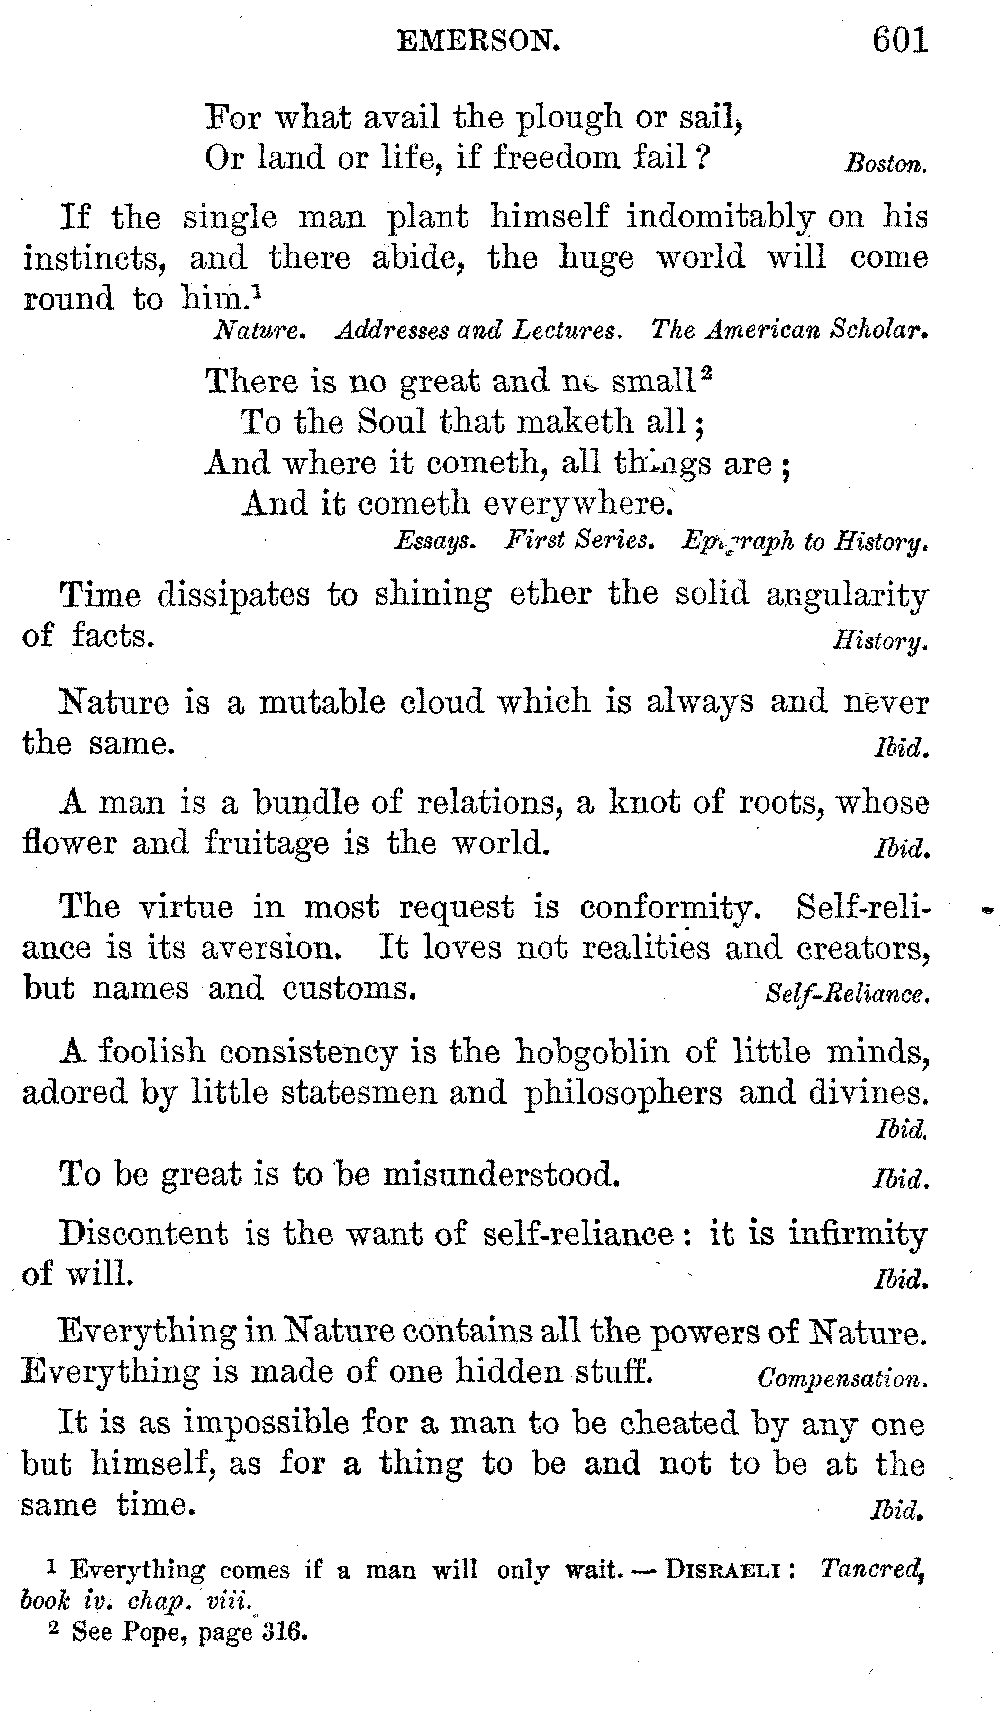 EMERSON. 601
For what avail the plough or sail,
Or land or life, if freedom fail? Boston.
If the single man plant himself indomitably on his
instincts, and there abide, the huge world will come
round to him.¹
Nature. Addresses and Lectures. The American Scholar.
There is no great and no small²
To the Soul that maketh all;
And where it cometh, all things are;
And it cometh everywhere.
Essays. First Series. Epigraph to History.
Time dissipates to shining ether the solid angularity
of facts. History.
Nature is a mutable cloud which is always and never
the same. Ibid.
A man is a bundle of relations, a knot of roots, whose
flower and fruitage is the world. Ibid.
The virtue in most request is conformity. Self-reli-
ance is its aversion. It loves not realities and creators,
but names and customs. Self-Reliance.
A foolish consistency is the hobgoblin of little minds,
adored by little statesmen and philosophers and divines.
Ibid.
To be great is to be misunderstood. Ibid.
Discontent is the want of self-reliance: it is infirmity
of will. Ibid.
Everything in Nature contains all the powers of Nature.
Everything is made of one hidden stuff. Compensation.
It is as impossible for a man to be cheated by any one
but himself, as for a thing to be and not to be at the
same time. Ibid.
1 Everything comes if a man will only wait. — DISRAELI: Tancred,
book iv. chap. viii.
2 See Pope, page 316.